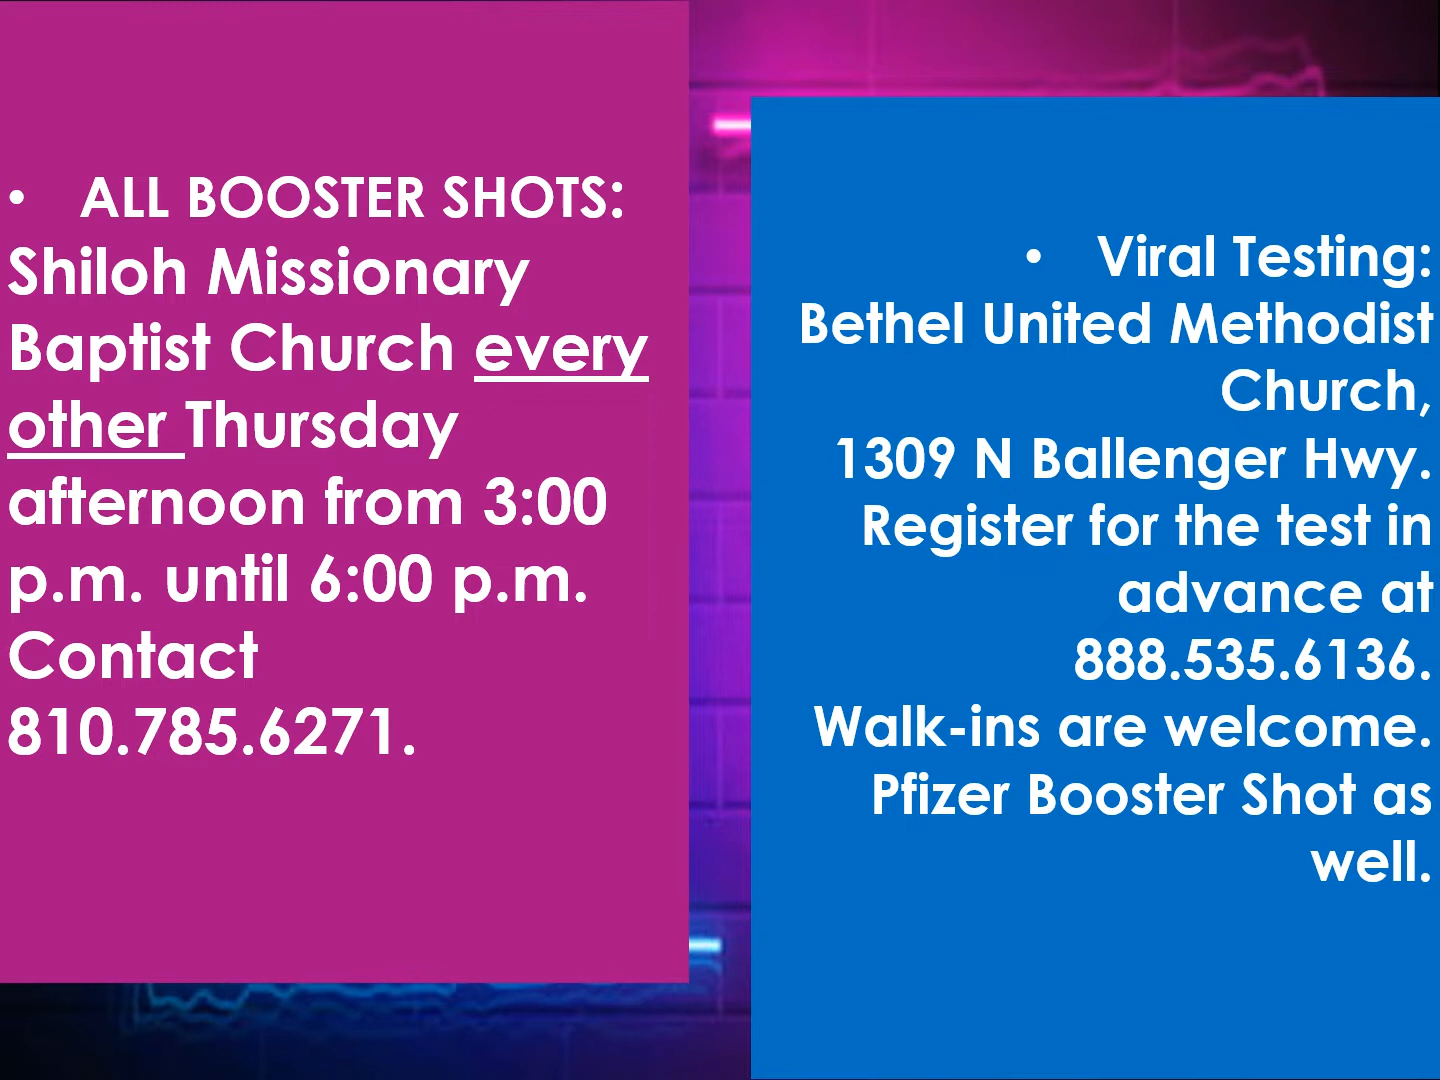 • ALL BOOSTER SHOTS:
Shiloh Missionary
Baptist Church every
other Thursday
afternoon from 3:00
p.m. until 6:00 p.m.
Contact
810.785.6271.
• Viral Testing:
Bethel United Methodist
Church,
1309 N Ballenger Hwy.
Register for the test in
advance at
888.535.6136.
Walk-ins are welcome.
Pfizer Booster Shot as
well.